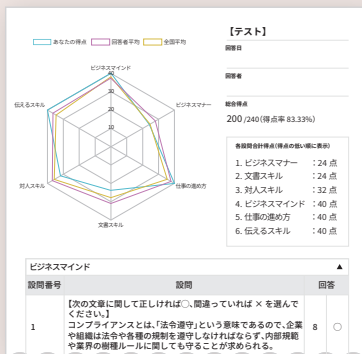 【テスト】
回答日
回答者
総合得点
200 /240 (得点率 83.33%)
あなたの得点 回答者平均 全国平均
ビジネスマインド
40
30
20
10
ビジネスマナー
仕事の進め方
文書スキル
対人スキル
伝えるスキル
各設問合計得点(得点の低い順に表示)
1. ビジネスマナー ：24 点
2. 文書スキル ：24 点
3. 対人スキル ：32 点
4. ビジネスマインド ：40 点
5. 仕事の進め方 ：40 点
6. 伝えるスキル ：40 点
ビジネスマインド ▲
設問番号 設問 回答
1
【次の文章に関して正しければ○、間違っていれば × を選んで
ください。】
コンプライアンスとは、「法令遵守」という意味であるので、企業
や組織は法令や各種の規制を遵守しなければならず、内部規範
や業界の樹種ルールに関しても守ることが求められる。
8 ○